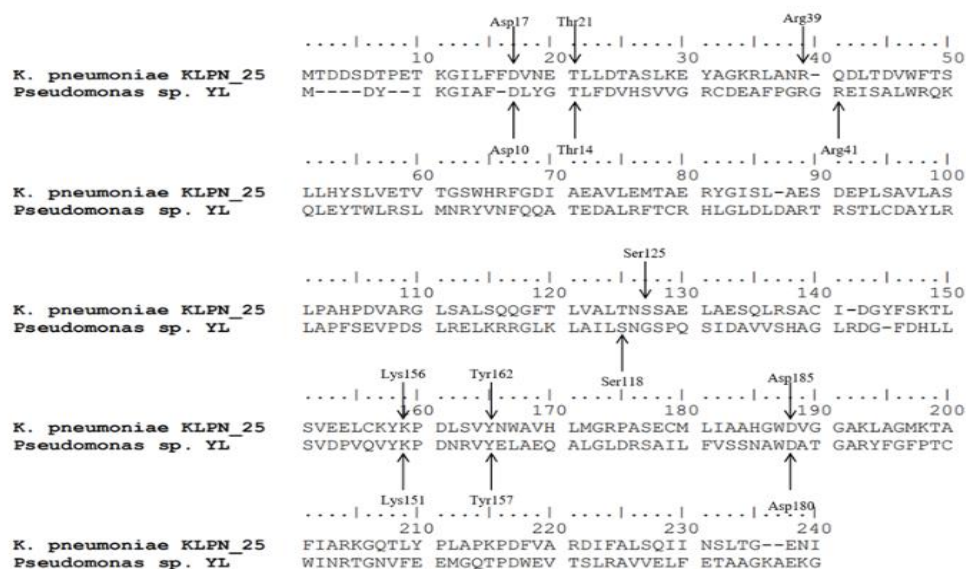 Asp17 Thr21 Arg39
....|....|....|....|....|....|....|....|....|....|
10 20 30 40 50
K. pneumoniae KLPN_25 MTDDSDTPET KGILFFDVNE TLLDTASLKE YAGKRLANR- QDLTDVWFTS
Pseudomonas sp. YL M----DY--I KGIAF-DLYG TLFDVHSVVG RCDEAFPGRG REISALWRQK
Asp10 Thr14 Arg41
....|....|....|....|....|....|....|....|....|....|
60 70 80 90 100
K. pneumoniae KLPN_25 LLHYSLVETV TGSWHRFGDI AEAVLEMTAE RYGISL-AES DEPLSAVLAS
Pseudomonas sp. YL QLEYTWLRSL MNRYVNFQQA TEDALRFTCR HLGLDLDART RSTLCDAYLR
Ser125
....|....|....|....|....|....|....|....|....|....|
110 120 130 140 150
K. pneumoniae KLPN_25 LPAHPDVARG LSALSQQGFT LVALTNSSAE LAESQLRSAC I-DGYFSKTL
Pseudomonas sp. YL LAPFSEVPDS LRELKRRGLK LAILSNGSPQ SIDAVVSHAG LRDG-FDHLL
Lys156 Tyr162 Ser118 Asp185
....|....|....|....|....|....|....|....|....|....|
160 170 180 190 200
K. pneumoniae KLPN_25 SVEELCKYKP DLSVYNWAVH LMGRPASECM LIAAHGWDVG GAKLAGMKTA
Pseudomonas sp. YL SVDPVQVYKP DNRVYELAEQ ALGLDRSAIL FVSSNAWDAT GARYFGFPTC
Lys151 Tyr157 Asp180
....|....|....|....|....|....|....|....|
210 220 230 240
K. pneumoniae KLPN_25 FIARKGQTLY PLAPKPDFVA RDIFALSQII NSLTG--ENI
Pseudomonas sp. YL WINRTGNVFE EMGQTPDWEV TSLRAVVELF ETAAGKAEKG